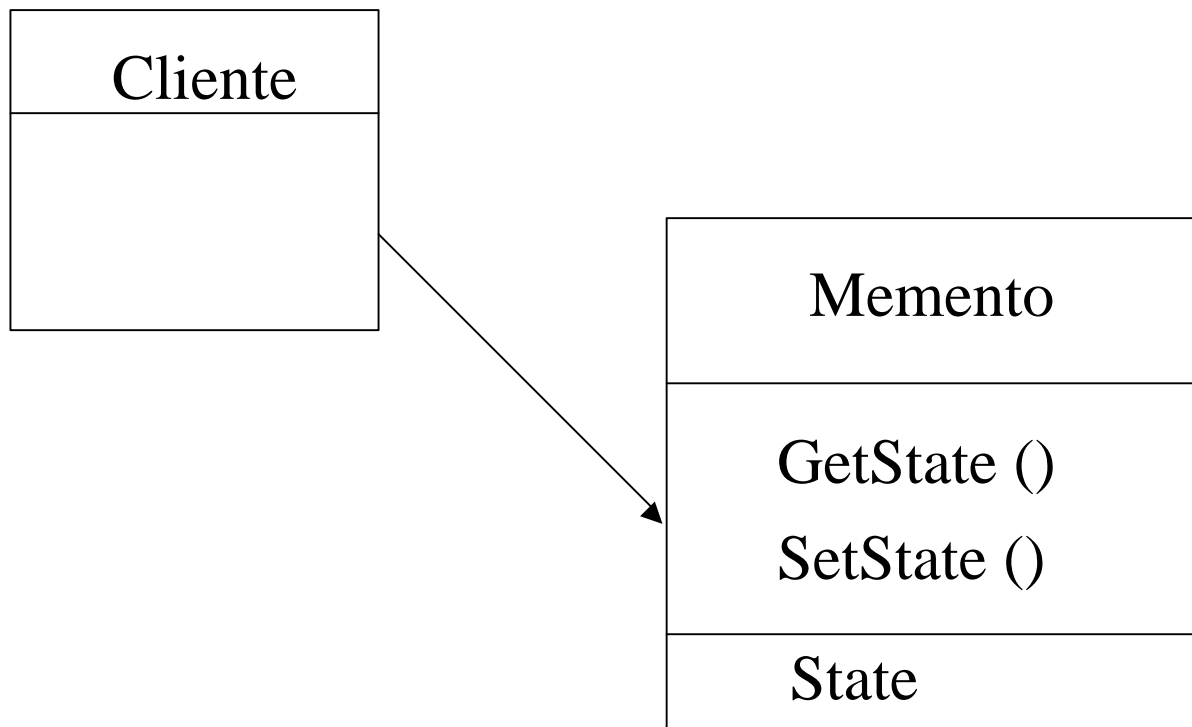 Cliente
Memento
GetState ()
SetState ()
State